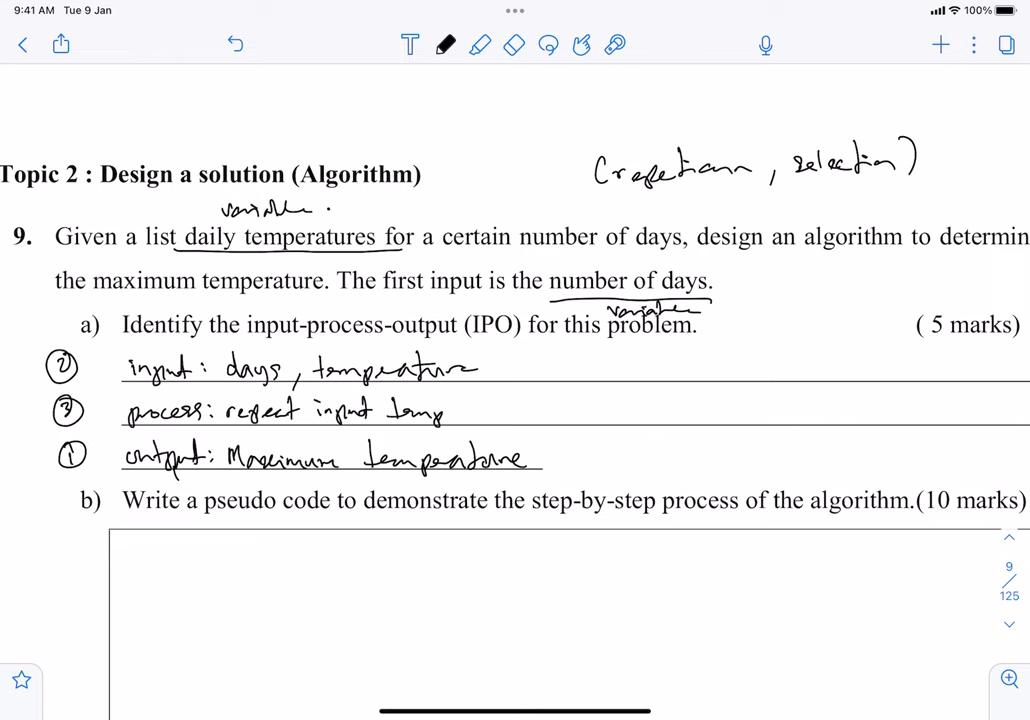 9:41 AM Tue 9 Jan
100%
(repetition, selection)
Topic 2 : Design a solution (Algorithm)
variable.
9. Given a list daily temperatures for a certain number of days, design an algorithm to determin
the maximum temperature. The first input is the number of days.
variable
a) Identify the input-process-output (IPO) for this problem. ( 5 marks)
② input: days, temperature
③ process: repeat input temp
① output: Maximum temperature
b) Write a pseudo code to demonstrate the step-by-step process of the algorithm.(10 marks)
9
125